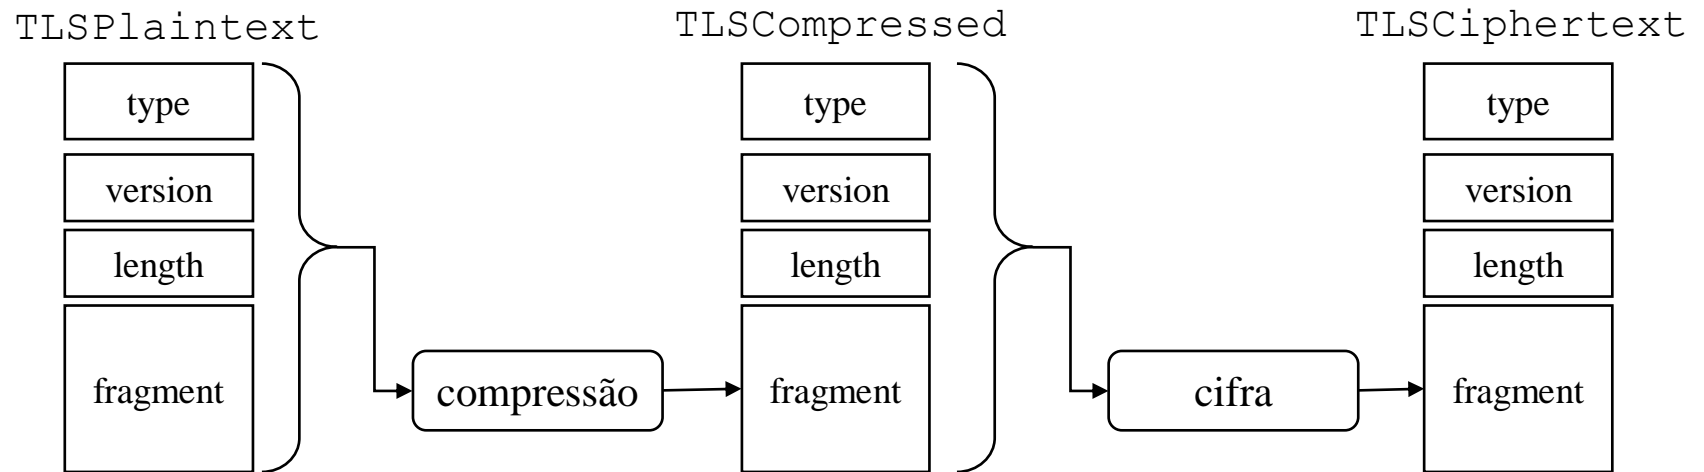 TLSPlaintext
type
version
length
fragment
compressão
TLSCompressed
type
version
length
fragment
cifra
TLSCiphertext
type
version
length
fragment